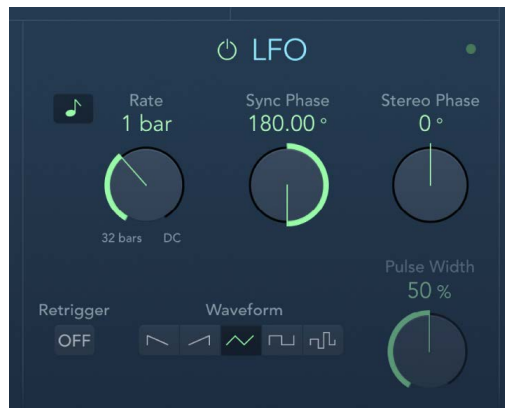 LFO
Rate
1 bar
Sync Phase
180.00 °
Stereo Phase
0 °
32 bars
DC
Pulse Width
50 %
Retrigger
OFF
Waveform